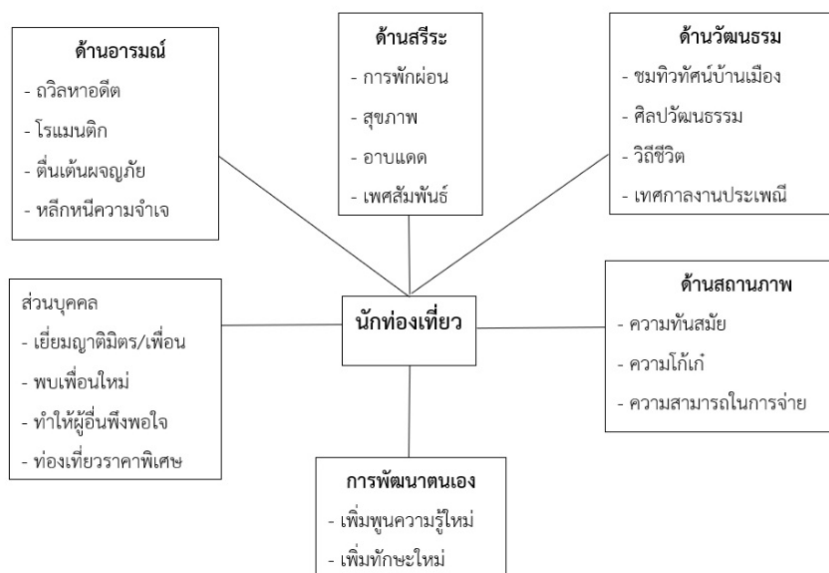 ด้านอารมณ์
- ถวิลหาอดีต
- โรแมนติก
- ตื่นเต้นผจญภัย
- หลีกหนีความจำเจ
ด้านสรีระ
- การพักผ่อน
- สุขภาพ
- อาบแดด
- เพศสัมพันธ์
ด้านวัฒนธรม
- ชมทิวทัศน์บ้านเมือง
- ศิลปวัฒนธรรม
- วิถีชีวิต
- เทศกาลงานประเพณี
ส่วนบุคคล
- เยี่ยมญาติมิตร/เพื่อน
- พบเพื่อนใหม่
- ทำให้ผู้อื่นพึงพอใจ
- ท่องเที่ยวราคาพิเศษ
นักท่องเที่ยว
ด้านสถานภาพ
- ความทันสมัย
- ความโก้เก๋
- ความสามารถในการจ่าย
การพัฒนาตนเอง
- เพิ่มพูนความรู้ใหม่
- เพิ่มทักษะใหม่